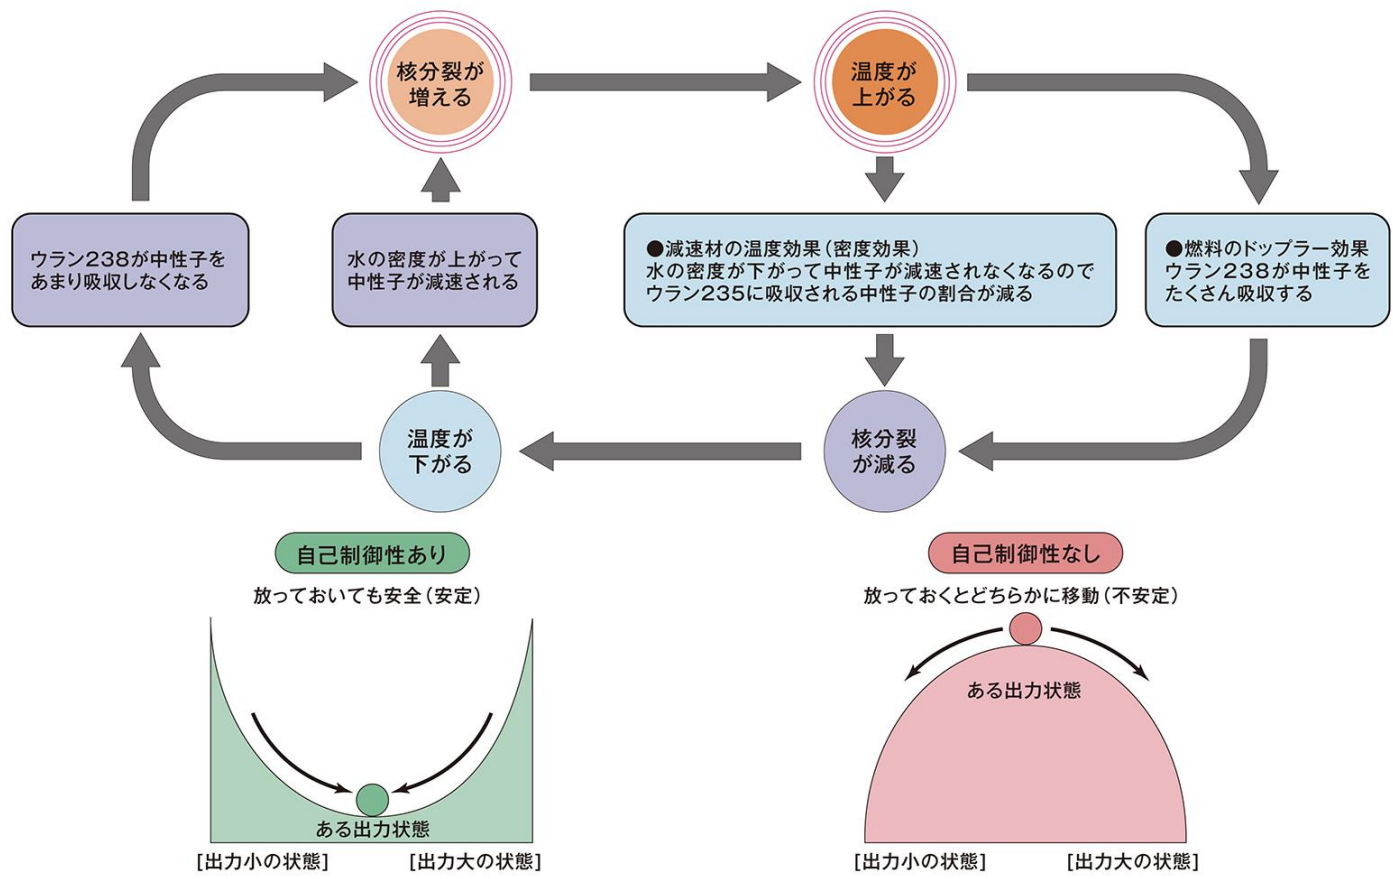 核分裂が
増える
温度が
上がる
ウラン238が中性子を
あまり吸収しなくなる
水の密度が上がって
中性子が減速される
●減速材の温度効果(密度効果)
水の密度が下がって中性子が減速されなくなるので
ウラン235に吸収される中性子の割合が減る
●燃料のドップラー効果
ウラン238が中性子を
たくさん吸収する
温度が
下がる
核分裂
が減る
自己制御性あり
放っておいても安全(安定)
ある出力状態
[出力小の状態]
[出力大の状態]
自己制御性なし
放っておくとどちらかに移動(不安定)
ある出力状態
[出力小の状態]
[出力大の状態]